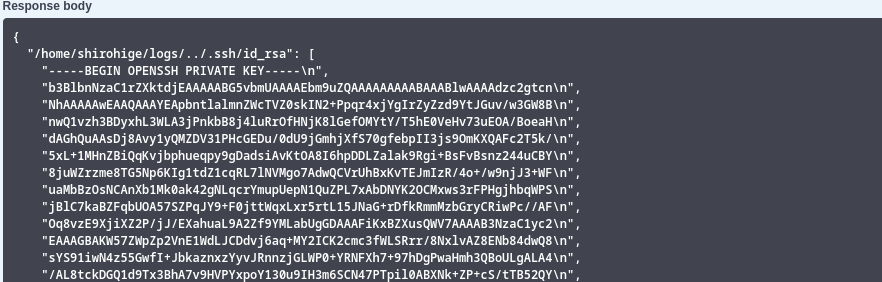 Response body
{
"/home/shirohige/logs/../.ssh/id_rsa": [
"-----BEGIN OPENSSH PRIVATE KEY-----\n",
"b3BlbnNzaC1rZXktdjEAAAAABG5vbmUAAAAEbm9uZQAAAAAAAAABAAABlwAAAAdzc2gtcn\n",
"NhAAAAAwEAAQAAAYEApbntlalmnZWcTVZ0skIN2+Ppqr4xjYgIrZyZzd9YtJGuv/w3GW8B\n",
"nwQ1vzh3BDyxhL3WLA3jPnkbB8j4luRrOfHNjK8lGefOMYtY/T5hE0VeHv73uEOA/BoeaH\n",
"dAGhQuAAsDj8Avy1yQMZDV31PHcGEDu/0dU9jGmhjXfS70gfebpII3js9OmKXQAFc2T5k/\n",
"5xL+1MHnZBiQqKvjbphueqpy9gDadsiAvKtOA8I6hpDDLZalak9Rgi+BsFvBsnz244uCBY\n",
"8juWZrzme8TG5Np6KIg1tdZ1cqRL7lNVMgo7AdwQCVrUhBxKvTEJmIzR/4o+/w9njJ3+WF\n",
"uaMbBzOsNCAnXb1Mk0ak42gNLqcrYmupUepN1QuZPL7xAbDNYK2OCMxws3rFPHgjhbqWPS\n",
"jBlC7kaBZFqbUOA57SZPqJY9+F0jttWqxLxr5rtL15JNaG+rDfkRmmMzbGryCRiwPc//AF\n",
"Oq8vzE9XjiXZ2P/jJ/EXahuaL9A2Zf9YMLabUgGDAAAFiKxBZXusQWV7AAAAB3NzaC1yc2\n",
"EAAAGBAKW57ZWpZp2VnE1WdLJCDdvj6aq+MY2ICK2cmc3fWLSRrr/8NxlvAZ8ENb84dwQ8\n",
"sYS91iwN4z55GwfI+JbkaznxzYyvJRnnzjGLWP0+YRNFXh7+97hDgPwaHmh3QBoULgALA4\n",
"/AL8tckDGQ1d9Tx3BhA7v9HVPYxpoY130u9IH3m6SCN47PTpil0ABXNk+ZP+cS/tTB52QY\n",